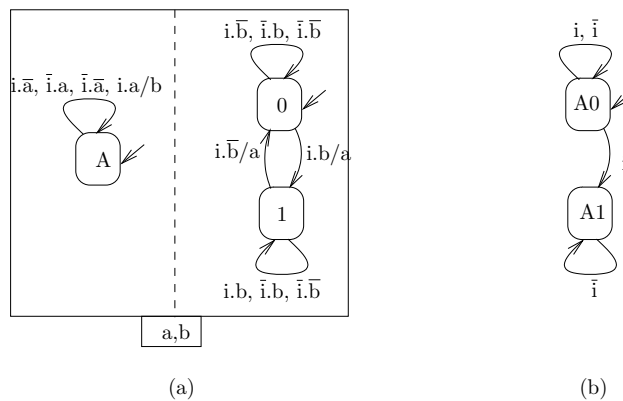 i.b̅, i̅.b, i̅.b̅
i, i̅
i.a̅, i̅.a, i̅.a̅, i.a/b
0
A0
A
i.b̅/a
i.b/a
1
A1
i.b, i̅.b, i̅.b̅
i̅
a,b
(a)
(b)